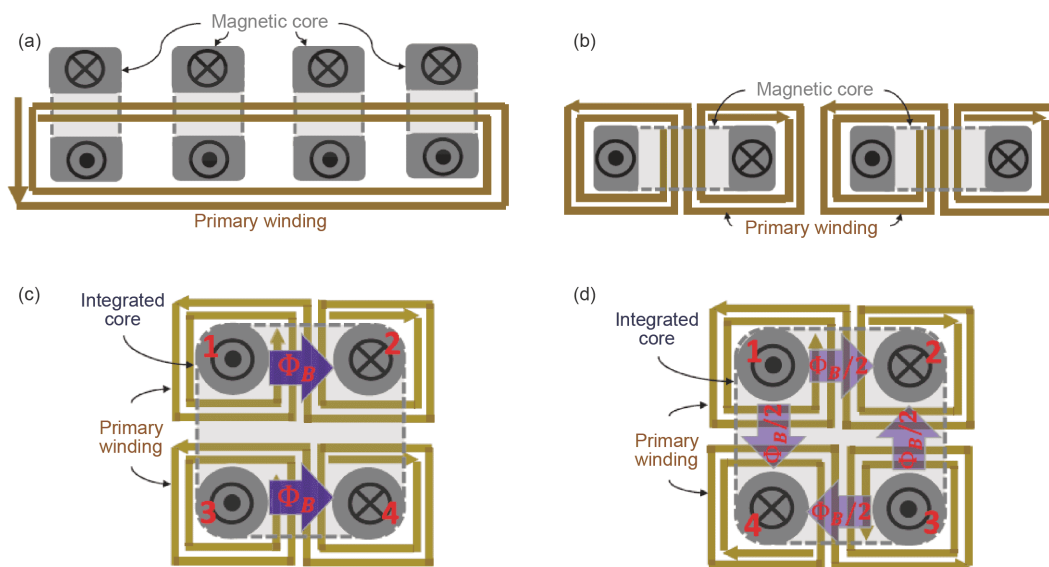 (a)
Magnetic core
Primary winding
(b)
Magnetic core
Primary winding
(c)
Integrated
core
Primary
winding
1
2
Φ_B
3
4
Φ_B
(d)
Integrated
core
Primary
winding
1
2
Φ_B/2
Φ_B/2
Φ_B/2
4
3
Φ_B/2